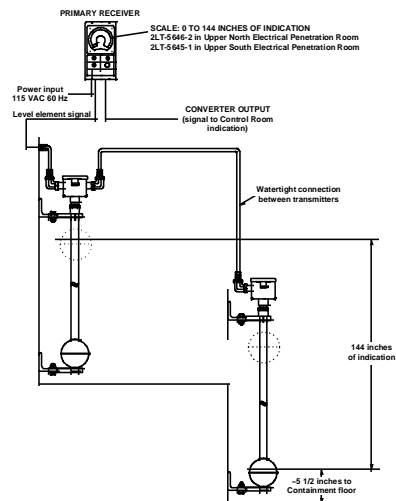 PRIMARY RECEIVER
SCALE: 0 TO 144 INCHES OF INDICATION
2LT-5646-2 in Upper North Electrical Penetration Room
2LT-5645-1 in Upper South Electrical Penetration Room
Power input
115 VAC 60 Hz
Level element signal
CONVERTER OUTPUT
(signal to Control Room
indication)
Watertight connection
between transmitters
144 inches
of indication
~5 1/2 inches to
Containment floor